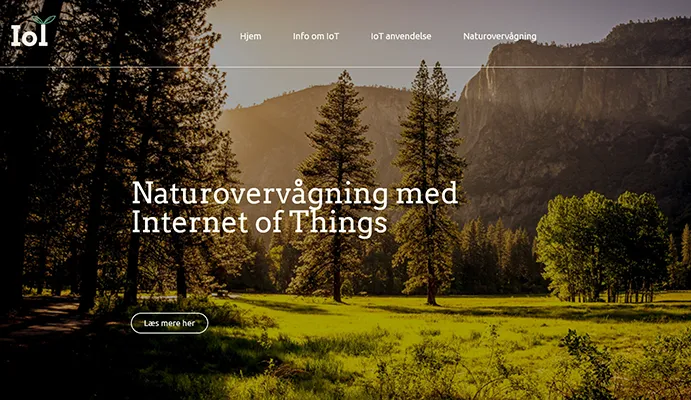 IoT
Hjem
Info om IoT
IoT anvendelse
Naturovervågning
Naturovervågning med
Internet of Things
Læs mere her